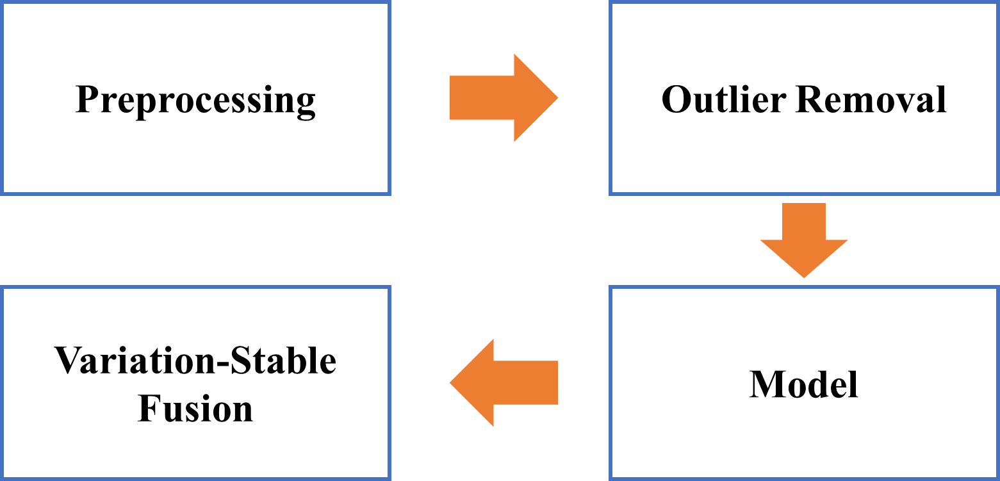 Preprocessing
Outlier Removal
Model
Variation-Stable
Fusion